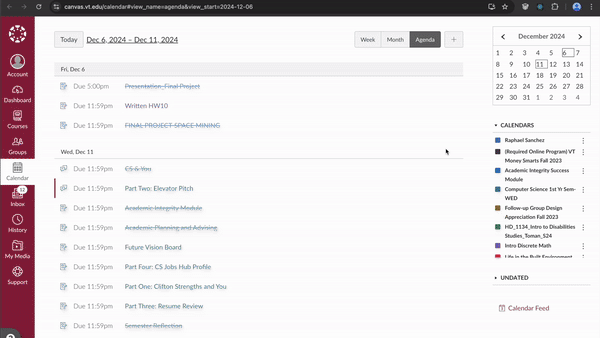 canvas.vt.edu/calendar#view_name=agenda&view_start=2024-12-06
Account
Dashboard
Courses
Groups
Calendar
12
Inbox
History
My Media
Support
Today
Dec 6, 2024 – Dec 11, 2024
Week
Month
Agenda
+
Fri, Dec 6
Due 5:00pm Presentation_Final Project
Due 11:59pm Written HW10
Due 11:59pm FINAL PROJECT SPACE MINING
Wed, Dec 11
Due 11:59pm CS & You
Due 11:59pm Part Two: Elevator Pitch
Due 11:59pm Academic Integrity Module
Due 11:59pm Academic Planning and Advising
Due 11:59pm Future Vision Board
Due 11:59pm Part Four: CS Jobs Hub Profile
Due 11:59pm Part One: Clifton Strengths and You
Due 11:59pm Part Three: Resume Review
Due 11:59pm Semester Reflection
December 2024
1 2 3 4 5 6 7
8 9 10 11 12 13 14
15 16 17 18 19 20 21
22 23 24 25 26 27 28
29 30 31 1 2 3 4
CALENDARS
Raphael Sanchez
(Required Online Program) VT
Money Smarts Fall 2023
Academic Integrity Success
Module
Computer Science 1st Yr Sem-
WED
Follow-up Group Design
Appreciation Fall 2023
HD_1134_Intro to Disabilities
Studies_Toman_S24
Intro Discrete Math
Life in the Built Environment
UNDATED
Calendar Feed